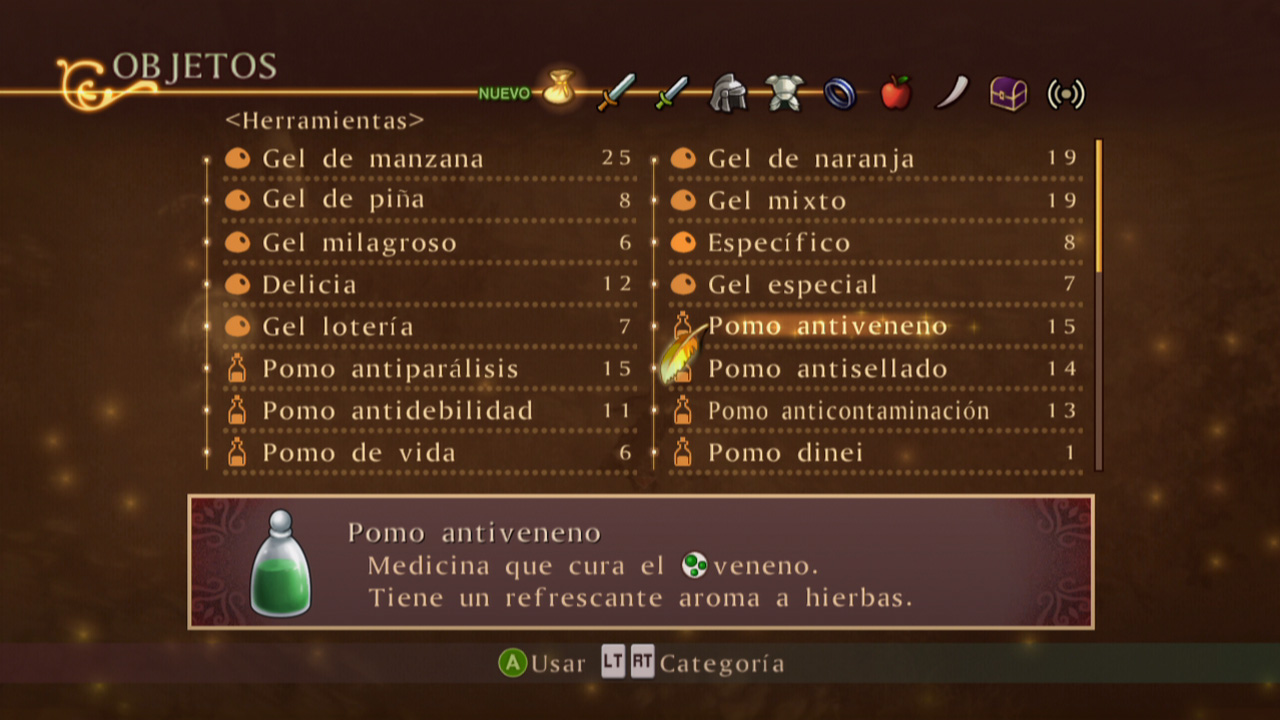 OBJETOS
NUEVO
<Herramientas>
Gel de manzana 25 Gel de naranja 19
Gel de piña 8 Gel mixto 19
Gel milagroso 6 Específico 8
Delicia 12 Gel especial 7
Gel lotería 7 Pomo antiveneno 15
Pomo antiparálisis 15 Pomo antisellado 14
Pomo antidebilidad 11 Pomo anticontaminación 13
Pomo de vida 6 Pomo dinei 1
Pomo antiveneno
Medicina que cura el veneno.
Tiene un refrescante aroma a hierbas.
A Usar LT RT Categoría